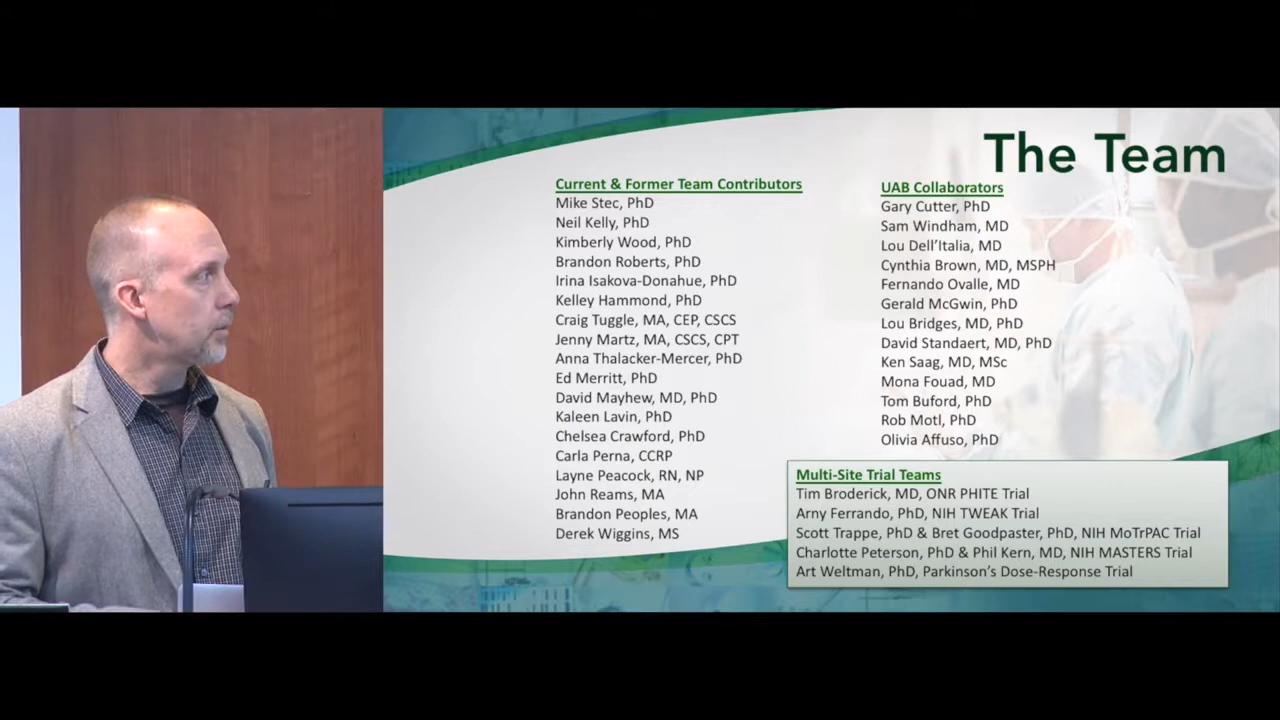 The Team
Current & Former Team Contributors
Mike Stec, PhD
Neil Kelly, PhD
Kimberly Wood, PhD
Brandon Roberts, PhD
Irina Isakova-Donahue, PhD
Kelley Hammond, PhD
Craig Tuggle, MA, CEP, CSCS
Jenny Martz, MA, CSCS, CPT
Anna Thalacker-Mercer, PhD
Ed Merritt, PhD
David Mayhew, MD, PhD
Kaleen Lavin, PhD
Chelsea Crawford, PhD
Carla Perna, CCRP
Layne Peacock, RN, NP
John Reams, MA
Brandon Peoples, MA
Derek Wiggins, MS
UAB Collaborators
Gary Cutter, PhD
Sam Windham, MD
Lou Dell’Italia, MD
Cynthia Brown, MD, MSPH
Fernando Ovalle, MD
Gerald McGwin, PhD
Lou Bridges, MD, PhD
David Standaert, MD, PhD
Ken Saag, MD, MSc
Mona Fouad, MD
Tom Buford, PhD
Rob Motl, PhD
Olivia Affuso, PhD
Multi-Site Trial Teams
Tim Broderick, MD, ONR PHITE Trial
Arny Ferrando, PhD, NIH TWEAK Trial
Scott Trappe, PhD & Bret Goodpaster, PhD, NIH MoTrPAC Trial
Charlotte Peterson, PhD & Phil Kern, MD, NIH MASTERS Trial
Art Weltman, PhD, Parkinson’s Dose-Response Trial